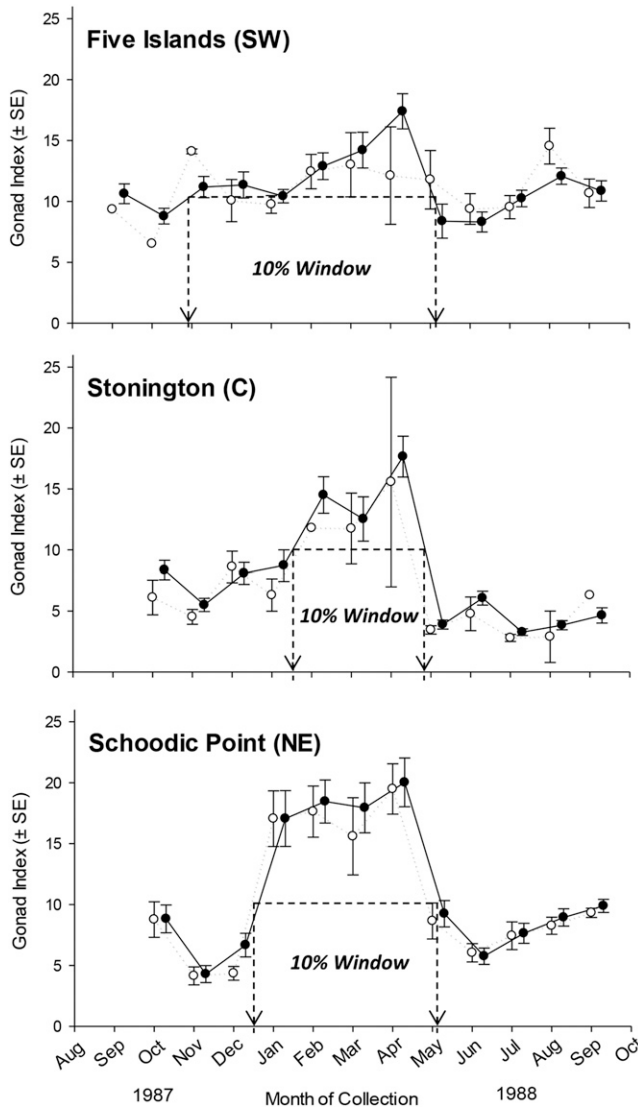 Five Islands (SW)
Gonad Index (± SE)
25
20
15
10
5
0
10% Window
Stonington (C)
Gonad Index (± SE)
25
20
15
10
5
0
10% Window
Schoodic Point (NE)
Gonad Index (± SE)
25
20
15
10
5
0
10% Window
Aug Sep Oct Nov Dec Jan Feb Mar Apr May Jun Jul Aug Sep Oct
1987 Month of Collection 1988